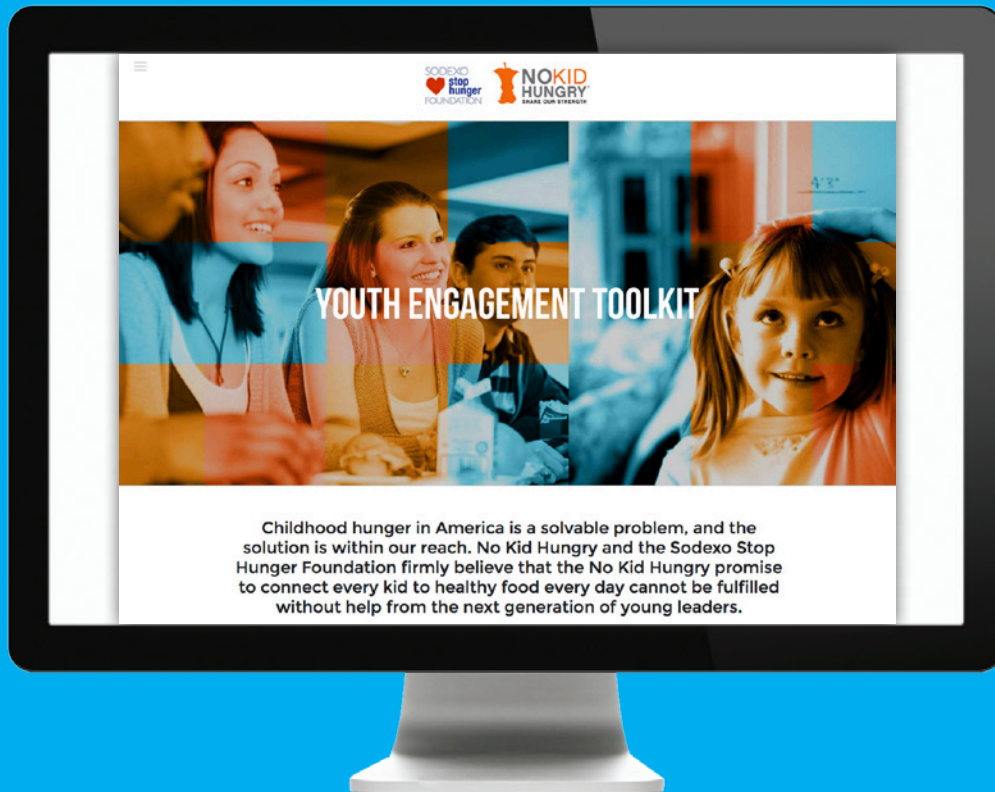 SODEXO
stop
hunger
FOUNDATION
NOKID
HUNGRY
SHARE OUR STRENGTH
4'3"
YOUTH ENGAGEMENT TOOLKIT
Childhood hunger in America is a solvable problem, and the
solution is within our reach. No Kid Hungry and the Sodexo Stop
Hunger Foundation firmly believe that the No Kid Hungry promise
to connect every kid to healthy food every day cannot be fulfilled
without help from the next generation of young leaders.